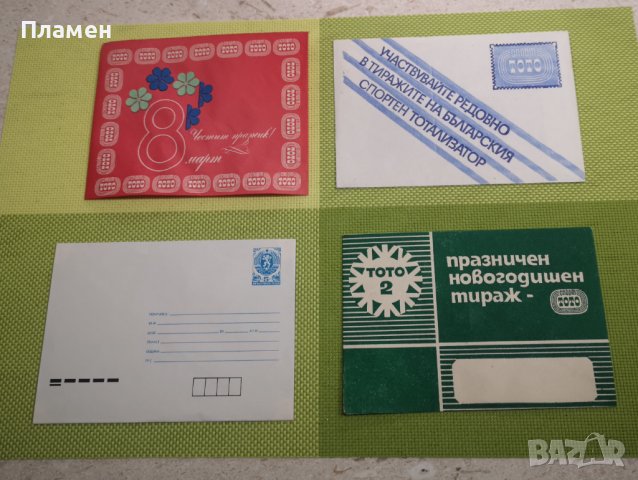 Пламен
Честит празник!
8
март
УЧАСТВУВАЙТЕ РЕДОВНО
В ТИРАЖИТЕ НА БЪЛГАРСКИЯ
СПОРТЕН ТОТАЛИЗАТОР
ТОТО
ТОТО
2
празничен
новогодишен
тираж -
ТОТО
BAZAR